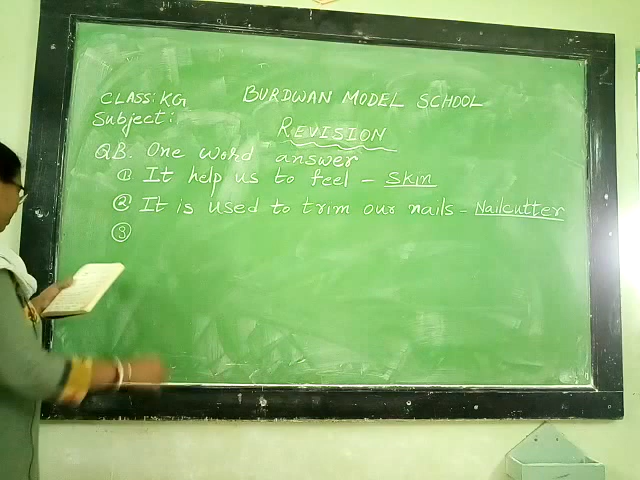 BURDWAN MODEL SCHOOL
CLASS: KG
Subject:
REVISION
QB. One word answer
① It help us to feel - Skin
② It is used to trim our nails - Nailcutter
③